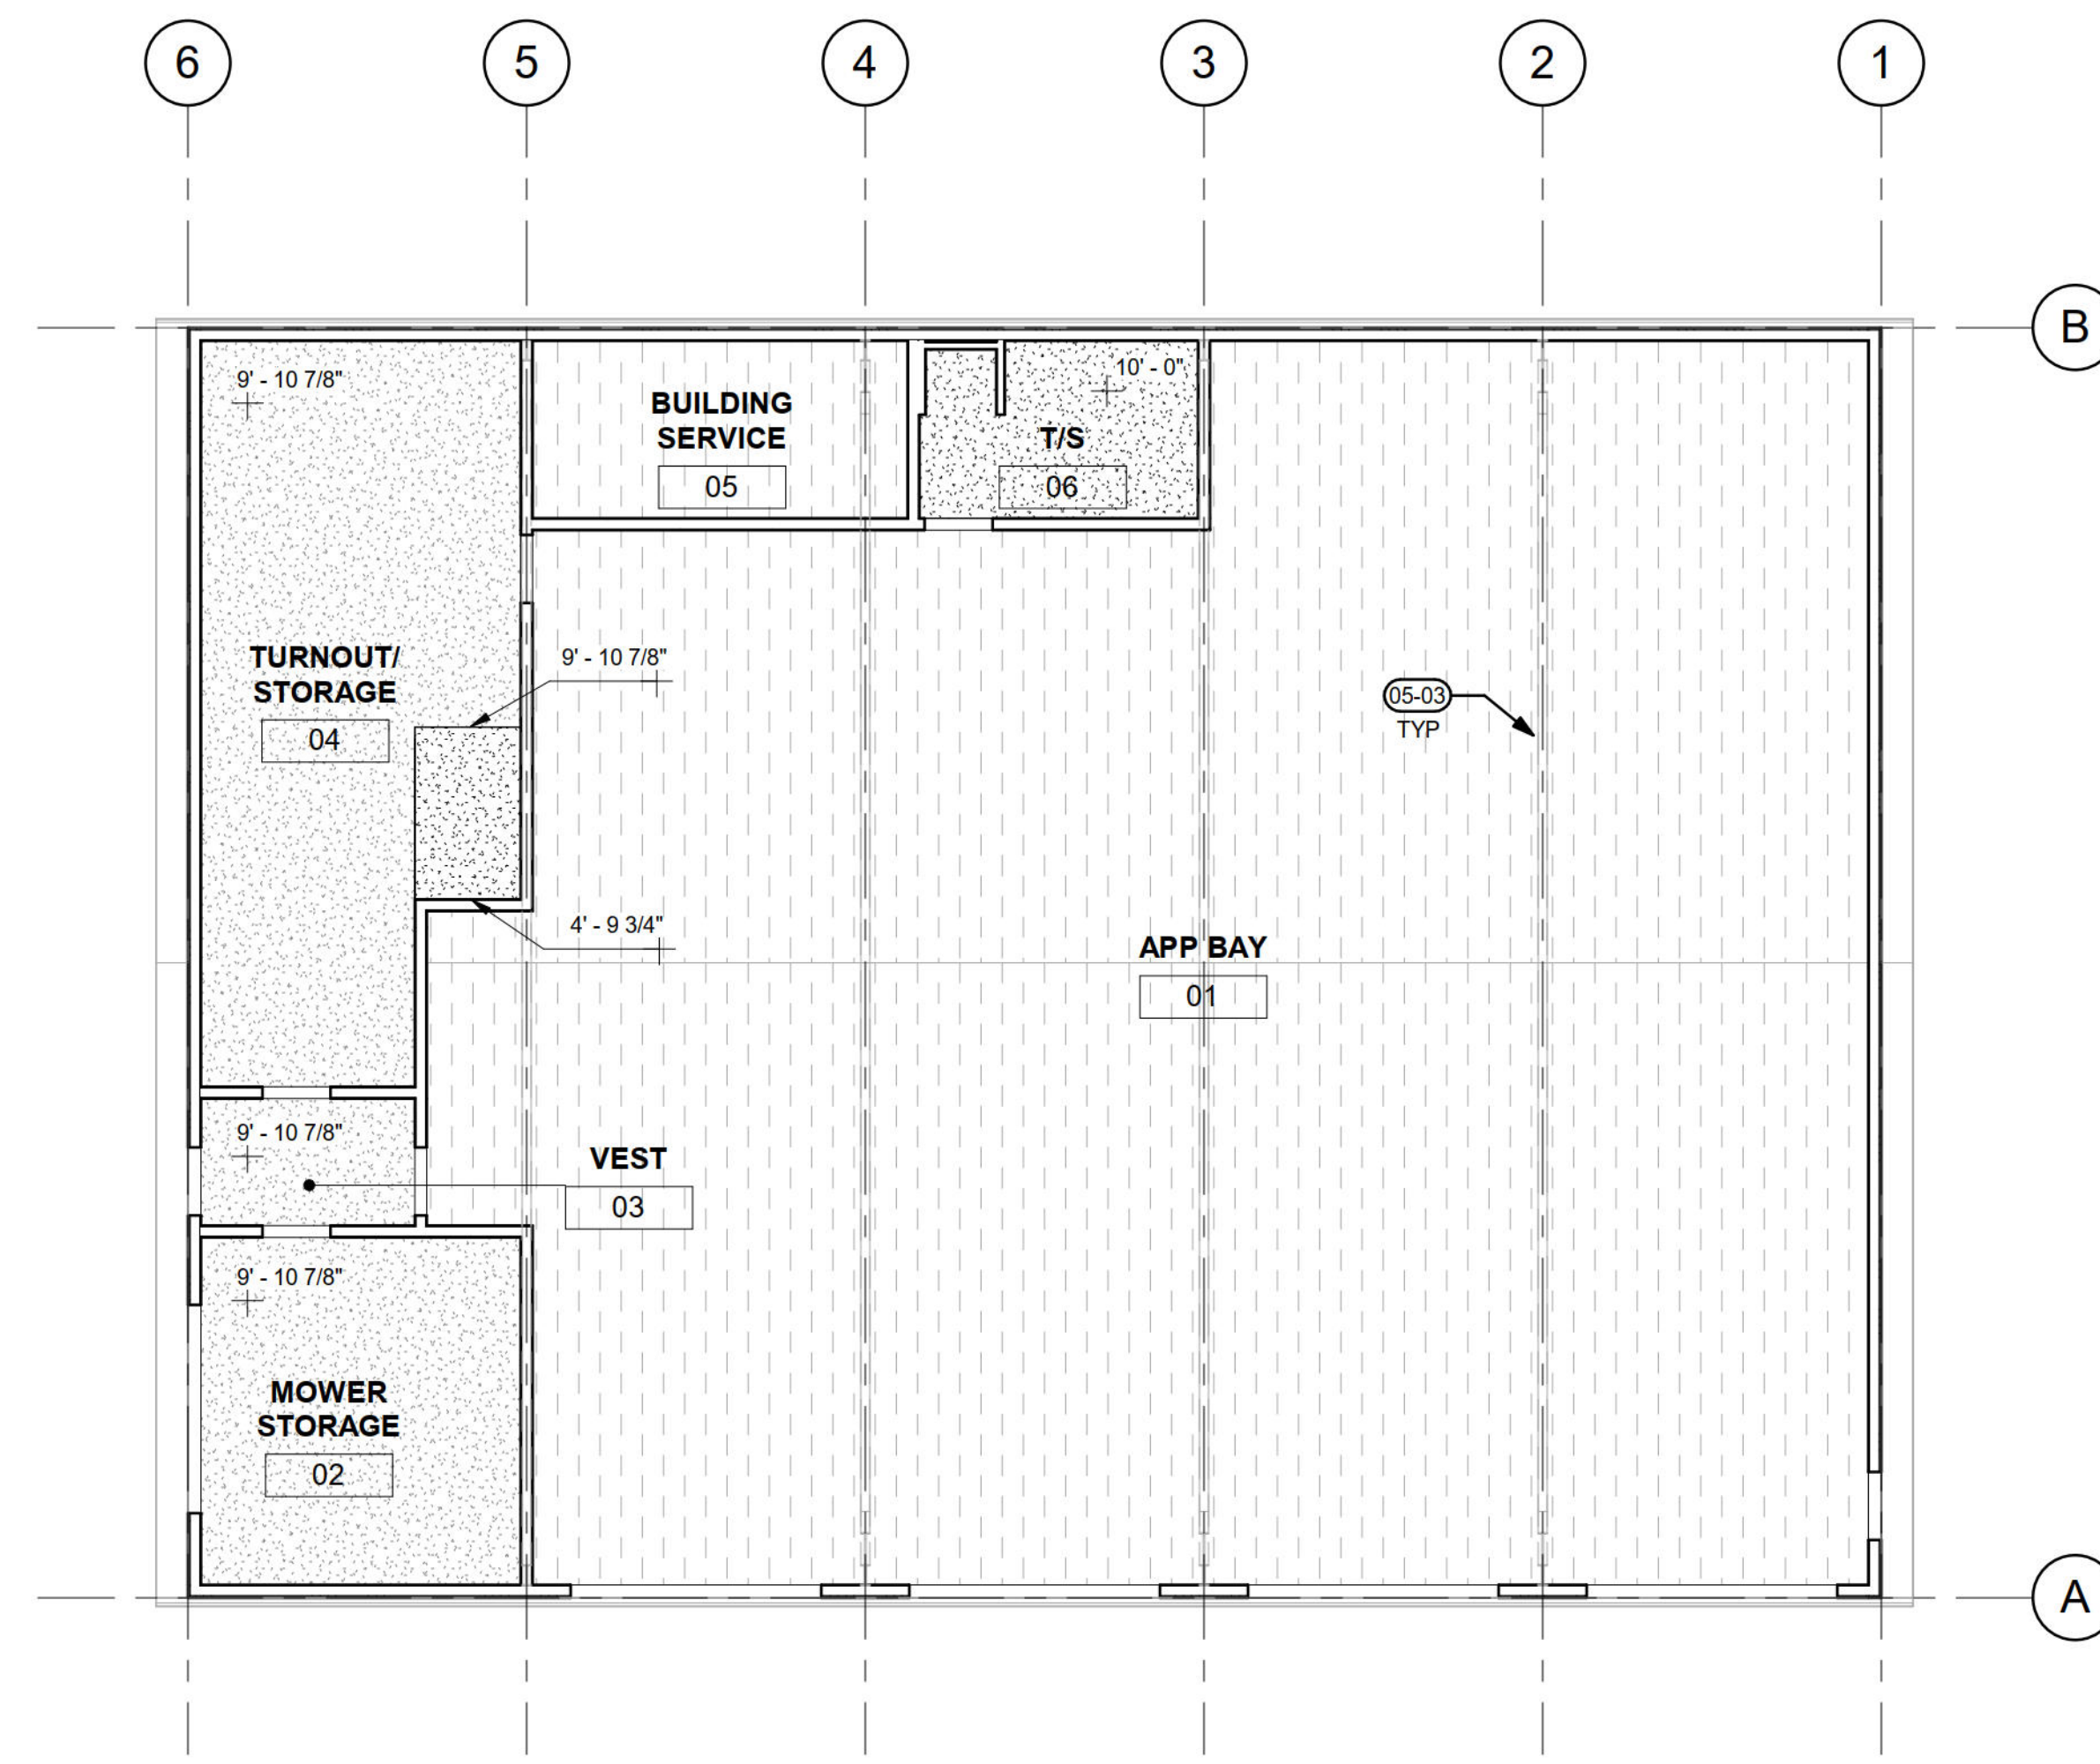 6
5
4
3
2
1
B
9' - 10 7/8"
10' - 0"
BUILDING
SERVICE
05
T/S
06
TURNOUT/
STORAGE
04
9' - 10 7/8"
05-03
TYP
4' - 9 3/4"
APP BAY
01
9' - 10 7/8"
VEST
03
9' - 10 7/8"
MOWER
STORAGE
02
A